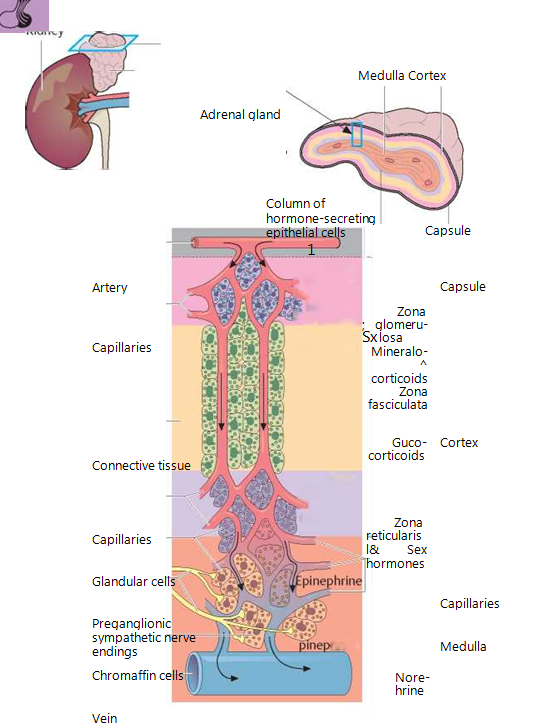 Kidney
Medulla Cortex
Adrenal gland
Column of
hormone-secreting
epithelial cells
1
Capsule
Artery
Capsule
Zona
; glomeru-
Sxlosa
Mineralo-
^
corticoids
Zona
fasciculata
Capillaries
Guco-
corticoids
Cortex
Connective tissue
Zona
reticularis
l& Sex
hormones
Capillaries
Glandular cells
Epinephrine
Capillaries
Preganglionic
sympathetic nerve
endings
pinep
Medulla
Chromaffin cells
Nore-
hrine
Vein